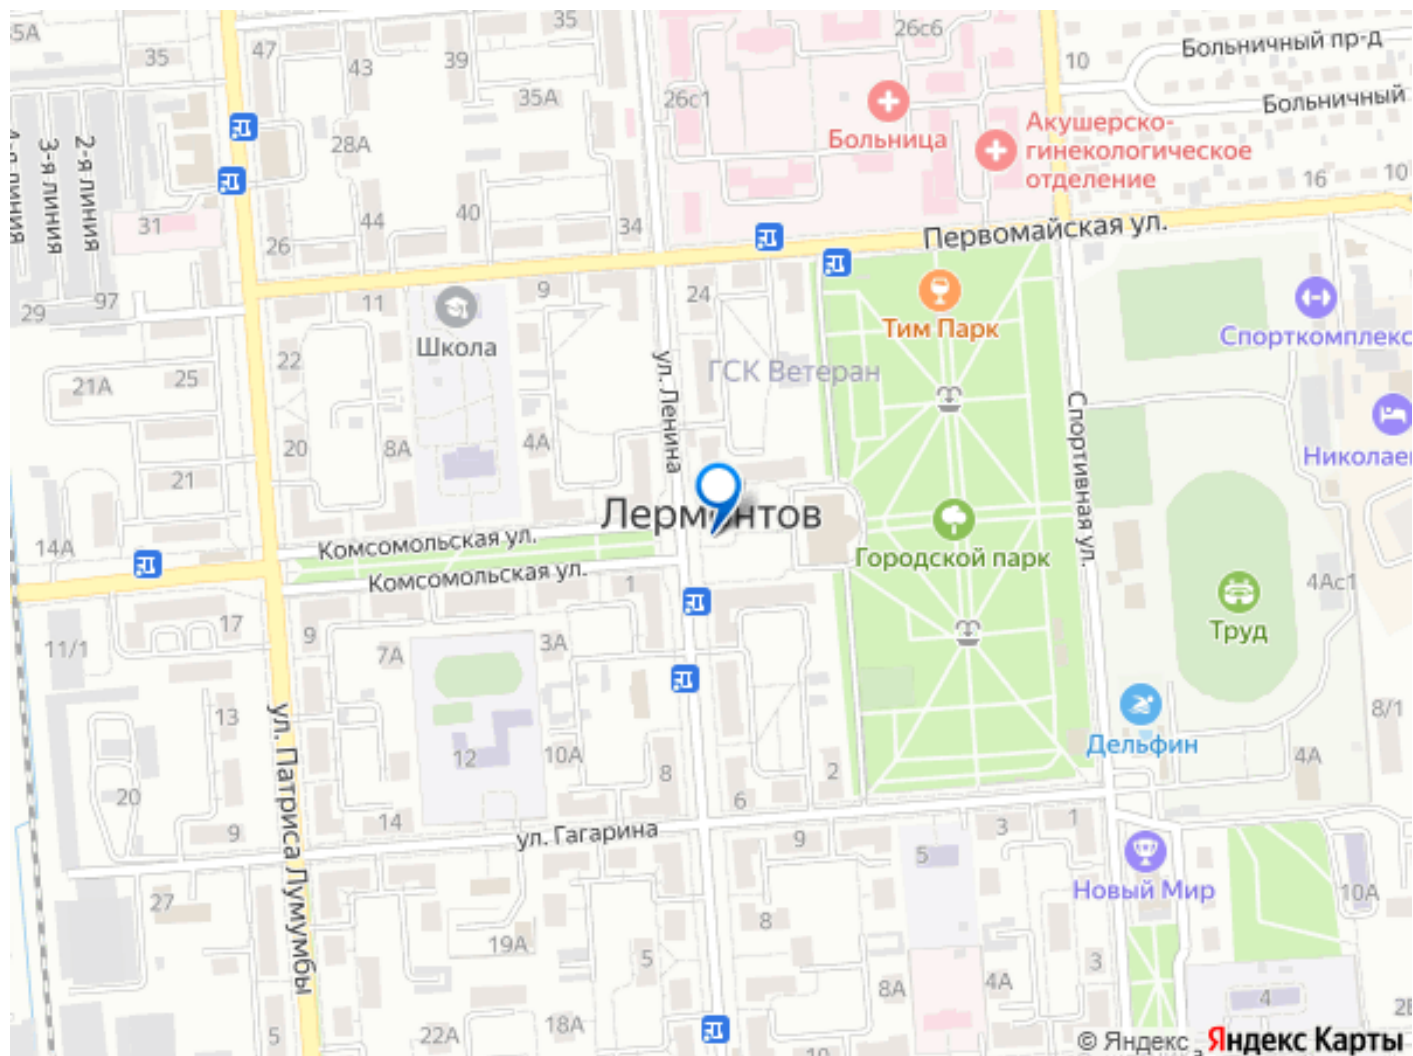 35
26с6
5А
35
47
43
39
Больничный пр-д
10
35А
26с1
Больничный
Больница
Акушерско-
гинекологическое
отделение
28А
2-я линия
3-я линия
4-я линия
31
44
40
34
26
16
10
Первомайская ул.
29
97
11
9
24
Тим Парк
Спорткомплекс
Школа
22
ул. Ленина
ГСК Ветеран
21А
25
Спортивная ул.
20
8А
4А
Николаев
21
Лермонтов
14А
Комсомольская ул.
Городской парк
Комсомольская ул.
1
4Ас1
17
9
11/1
7А
3А
Труд
13
ул. Патриса Лумумбы
8/1
Дельфин
12
10А
8
2
4А
20
6
14
9
ул. Гагарина
9
3
1
5
Новый Мир
10А
27
8
19А
5
3
8А
4А
4
5
22А
18А
10
28
© Яндекс Яндекс Карты